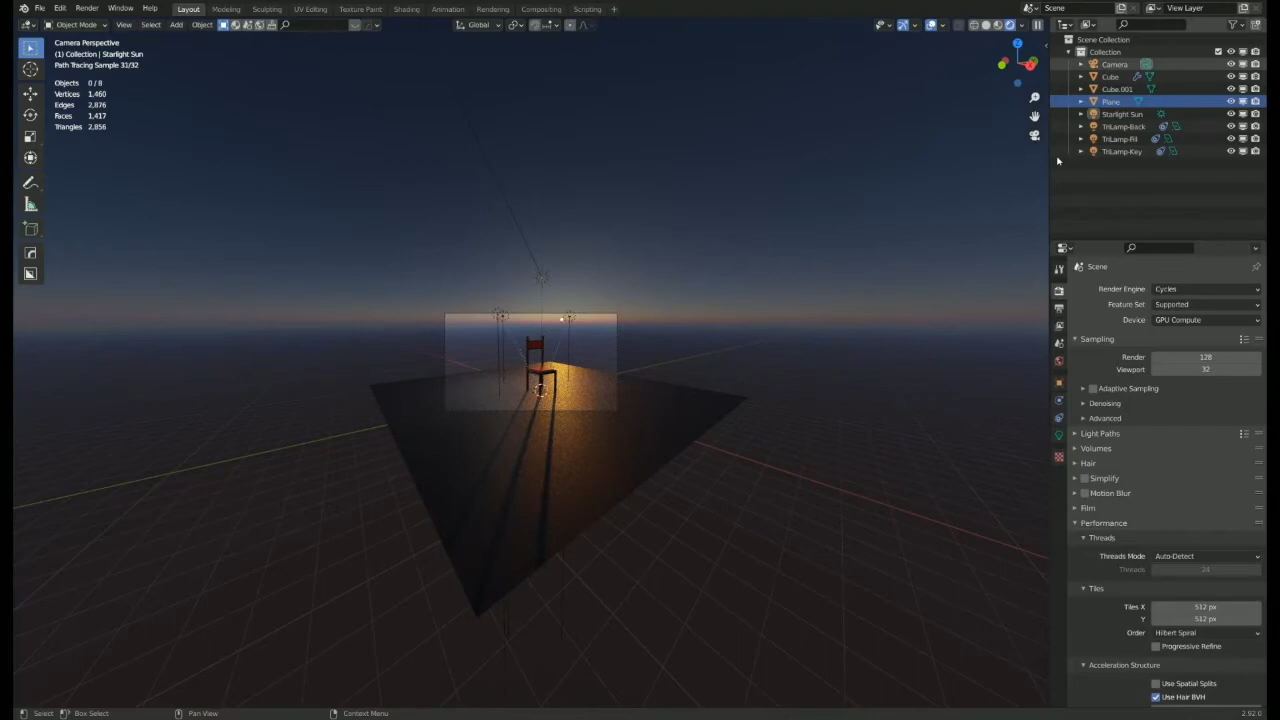 File Edit Render Window Help Layout Modeling Sculpting UV Editing Texture Paint Shading Animation Rendering Compositing Scripting + Scene View Layer
Object Mode View Select Add Object Global
Camera Perspective
(1) Collection | Starlight Sun
Path Tracing Sample 31/32
Objects 0 / 8
Vertices 1,460
Edges 2,876
Faces 1,417
Triangles 2,856
Z
Scene Collection
Collection
Camera
Cube
Cube.001
Plane
Starlight Sun
TriLamp-Back
TriLamp-Fill
TriLamp-Key
Scene
Render Engine Cycles
Feature Set Supported
Device GPU Compute
Sampling
Render 128
Viewport 32
Adaptive Sampling
Denoising
Advanced
Light Paths
Volumes
Hair
Simplify
Motion Blur
Film
Performance
Threads
Threads Mode Auto-Detect
Threads 24
Tiles
Tiles X 512 px
Y 512 px
Order Hilbert Spiral
Progressive Refine
Acceleration Structure
Use Spatial Splits
Use Hair BVH
Select Box Select Pan View Context Menu 2.92.0